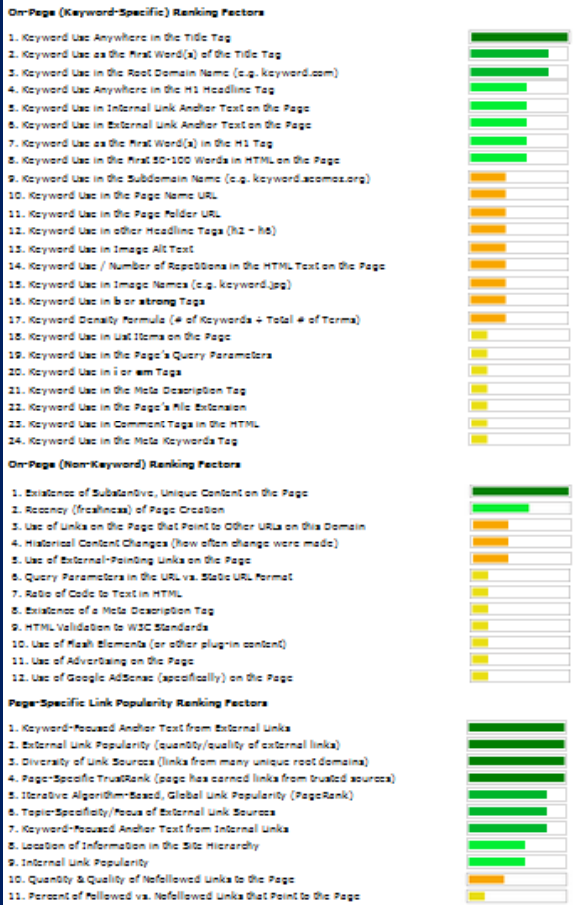 On-Page (Keyword-Specific) Ranking Factors
1. Keyword Use Anywhere in the Title Tag
2. Keyword Use as the First Word(s) of the Title Tag
3. Keyword Use in the Root Domain Name (e.g. keyword.com)
4. Keyword Use Anywhere in the H1 Headline Tag
5. Keyword Use in Internal Link Anchor Text on the Page
6. Keyword Use in External Link Anchor Text on the Page
7. Keyword Use as the First Word(s) in the H1 Tag
8. Keyword Use in the First 50-100 Words in HTML on the Page
9. Keyword Use in the Subdomain Name (e.g. keyword.seomoz.org)
10. Keyword Use in the Page Name URL
11. Keyword Use in the Page Folder URL
12. Keyword Use in other Headline Tags (h2 - h6)
13. Keyword Use in Image Alt Text
14. Keyword Use / Number of Repetitions in the HTML Text on the Page
15. Keyword Use in Image Names (e.g. keyword.jpg)
16. Keyword Use in b or strong Tags
17. Keyword Density Formula (# of Keywords ÷ Total # of Terms)
18. Keyword Use in List Items on the Page
19. Keyword Use in the Page's Query Parameters
20. Keyword Use in i or em Tags
21. Keyword Use in the Meta Description Tag
22. Keyword Use in the Page's File Extension
23. Keyword Use in Comment Tags in the HTML
24. Keyword Use in the Meta Keywords Tag
On-Page (Non-Keyword) Ranking Factors
1. Existence of Substantive, Unique Content on the Page
2. Recency (freshness) of Page Creation
3. Use of Links on the Page that Point to Other URLs on this Domain
4. Historical Content Changes (how often change were made)
5. Use of External-Pointing Links on the Page
6. Query Parameters in the URL vs. Static URL Format
7. Ratio of Code to Text in HTML
8. Existence of a Meta Description Tag
9. HTML Validation to W3C Standards
10. Use of Flash Elements (or other plug-in content)
11. Use of Advertising on the Page
12. Use of Google AdSense (specifically) on the Page
Page-Specific Link Popularity Ranking Factors
1. Keyword-Focused Anchor Text from External Links
2. External Link Popularity (quantity/quality of external links)
3. Diversity of Link Sources (links from many unique root domains)
4. Page-Specific TrustRank (page has earned links from trusted sources)
5. Iterative Algorithm-Based, Global Link Popularity (PageRank)
6. Topic-Specificity/Focus of External Link Sources
7. Keyword-Focused Anchor Text from Internal Links
8. Location of Information in the Site Hierarchy
9. Internal Link Popularity
10. Quantity & Quality of Nofollowed Links to the Page
11. Percent of Followed vs. Nofollowed Links that Point to the Page